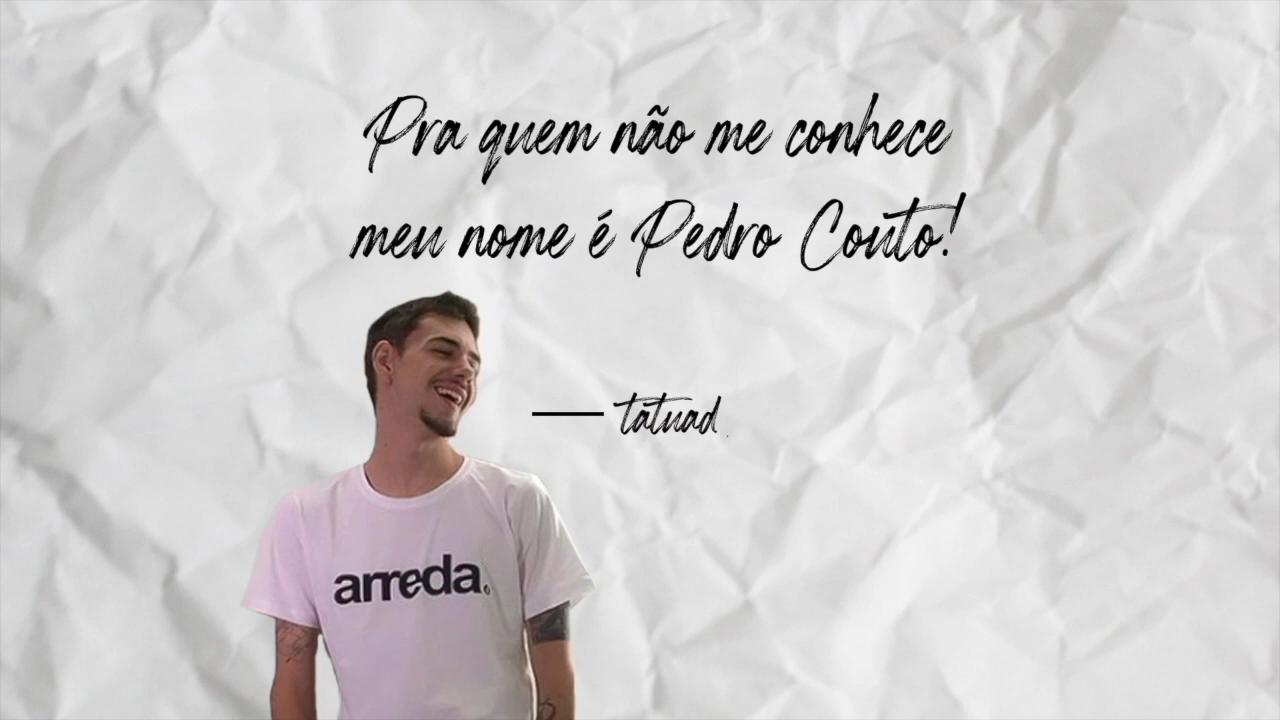 Pra quem não me conhece
meu nome é Pedro Couto!
tatuad
arreda.